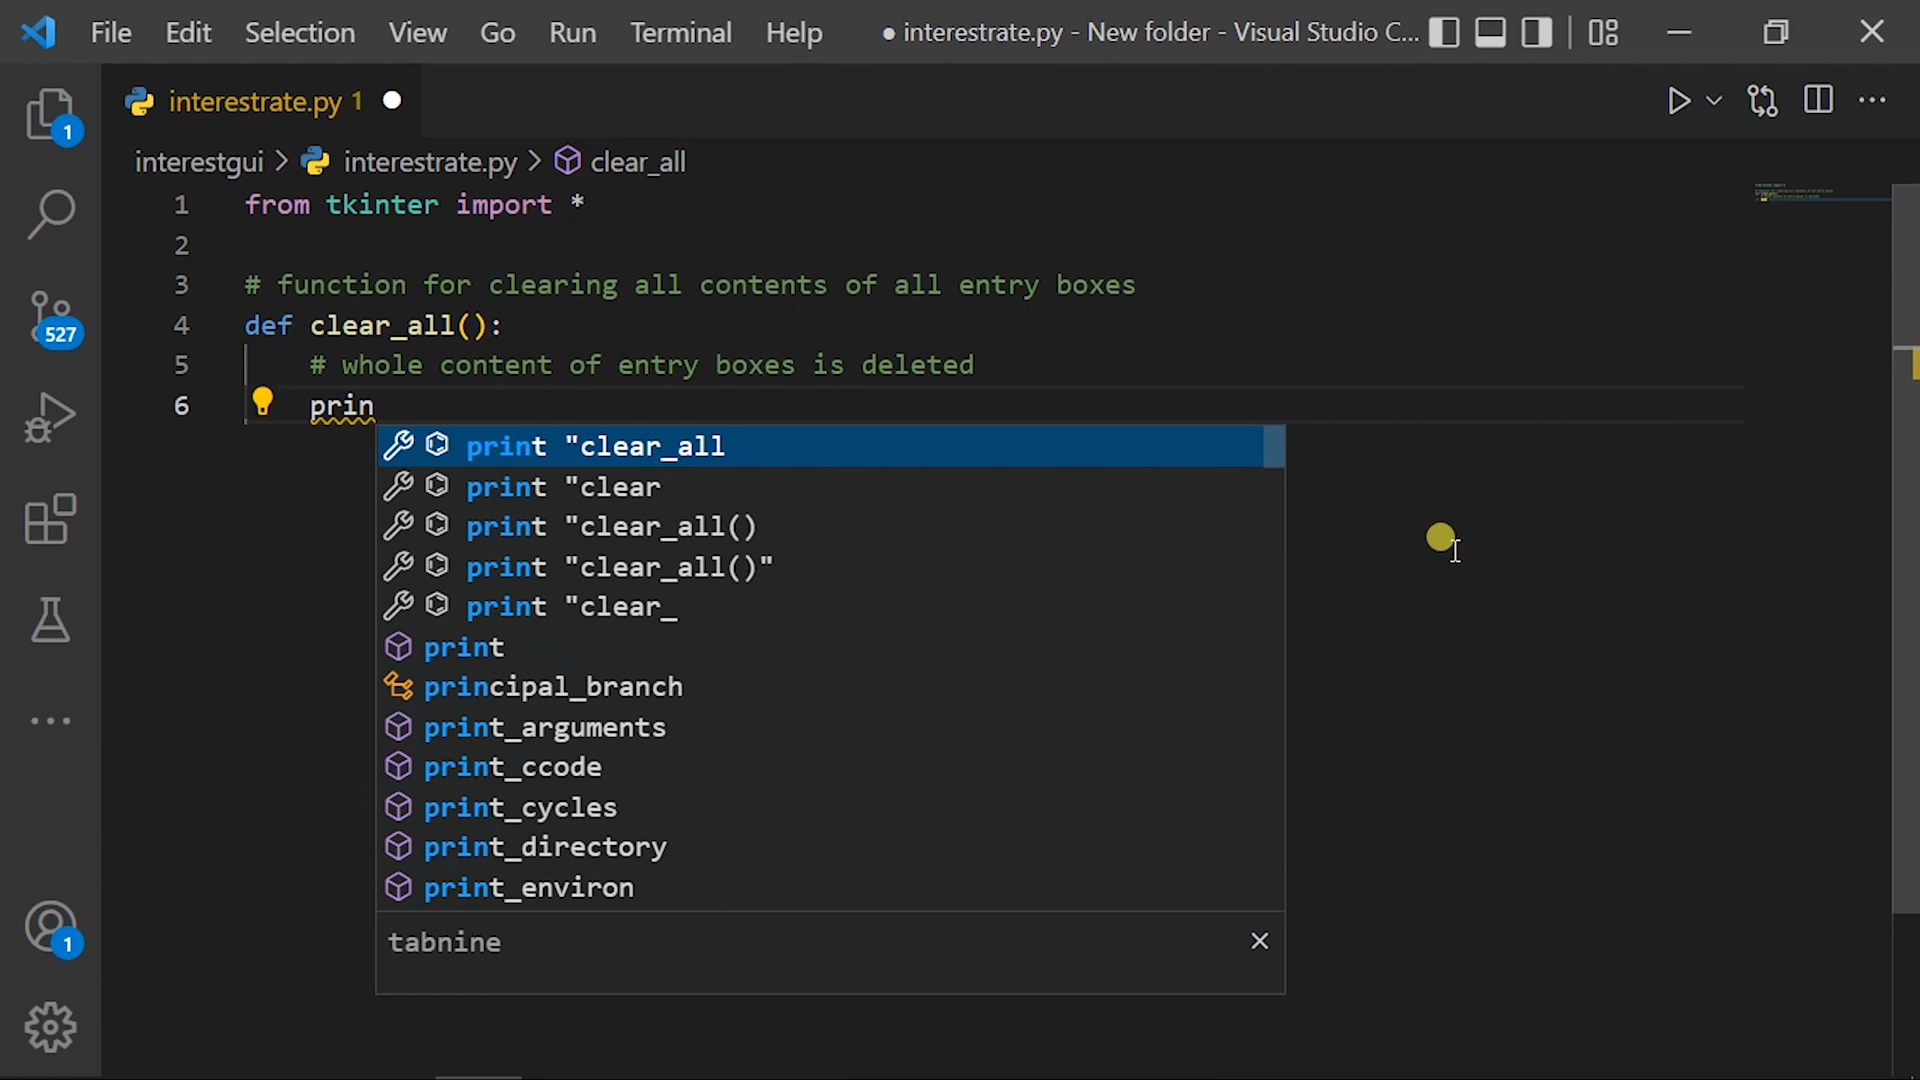 File Edit Selection View Go Run Terminal Help ● interestrate.py - New folder - Visual Studio C...
1
interestrate.py 1
interestgui > interestrate.py > clear_all
1 from tkinter import *
2
3 # function for clearing all contents of all entry boxes
4 def clear_all():
527
5 # whole content of entry boxes is deleted
6 prin
print "clear_all
print "clear
print "clear_all()
print "clear_all()"
print "clear_
print
principal_branch
print_arguments
print_ccode
print_cycles
print_directory
print_environ
tabnine
1